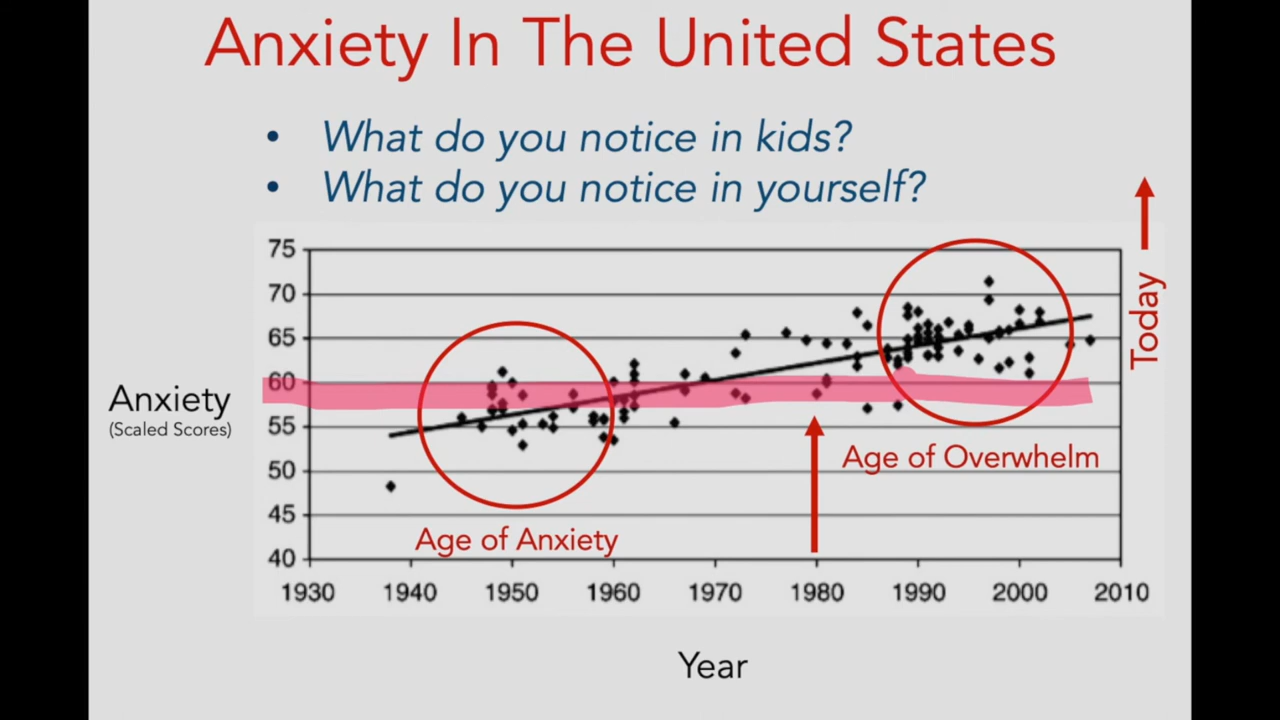 Anxiety In The United States
• What do you notice in kids?
• What do you notice in yourself?
75
70
65
60
55
50
45
40
Anxiety
(Scaled Scores)
Age of Anxiety
Age of Overwhelm
Today
1930 1940 1950 1960 1970 1980 1990 2000 2010
Year